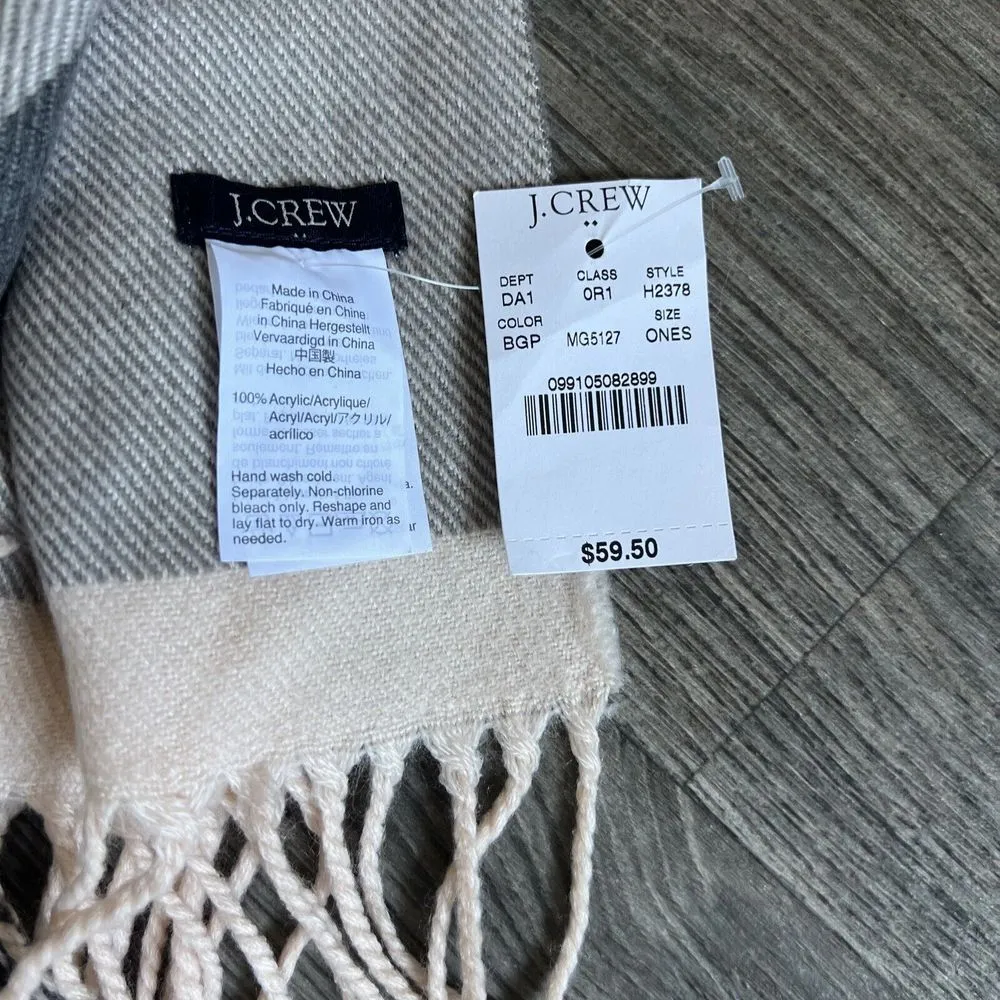 J.CREW
Made in China
Fabriqué en Chine
in China Hergestellt
Vervaardigd in China
中国製
Hecho en China
100% Acrylic/Acrylique/
Acryl/Acryl/アクリル/
acrílico
Hand wash cold.
Separately. Non-chlorine
bleach only. Reshape and
lay flat to dry. Warm iron as
needed.
J.CREW
DEPT CLASS STYLE
DA1 0R1 H2378
COLOR SIZE
BGP MG5127 ONES
099105082899
$59.50